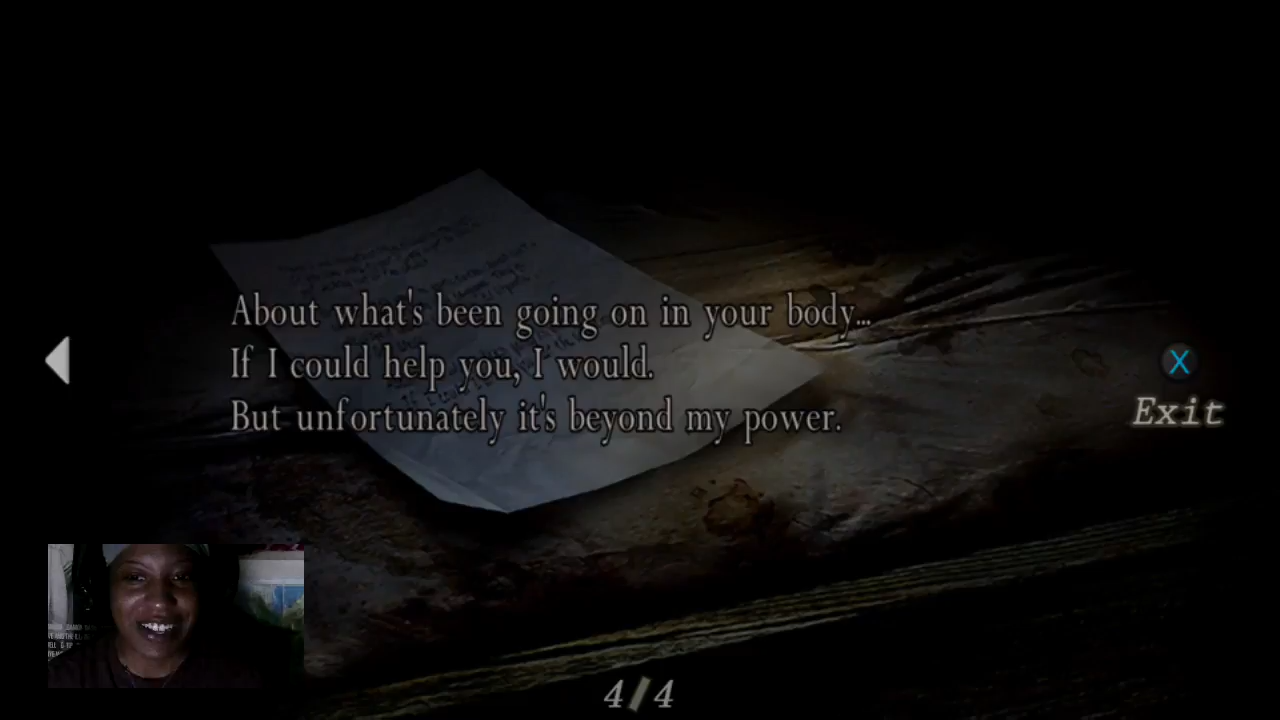 About what's been going on in your body...
If I could help you, I would.
But unfortunately it's beyond my power.
X
Exit
4/4